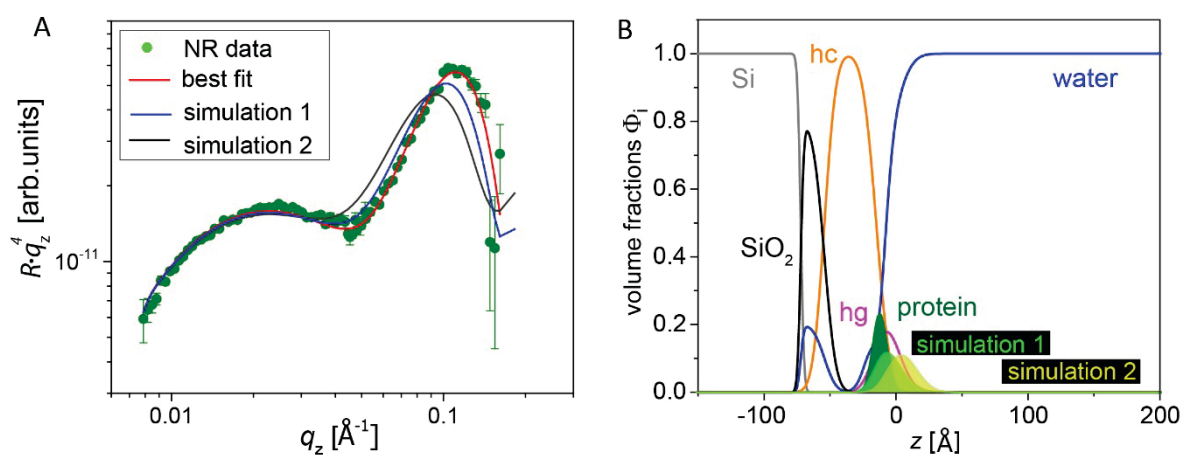 A
NR data
best fit
simulation 1
simulation 2
R·q_z^4 [arb.units]
10^-11
0.01
0.1
q_z [Å^-1]
B
1.0
0.8
0.6
0.4
0.2
0.0
volume fractions Φ_i
Si
hc
water
SiO_2
hg
protein
simulation 1
simulation 2
-100
0
100
200
z [Å]